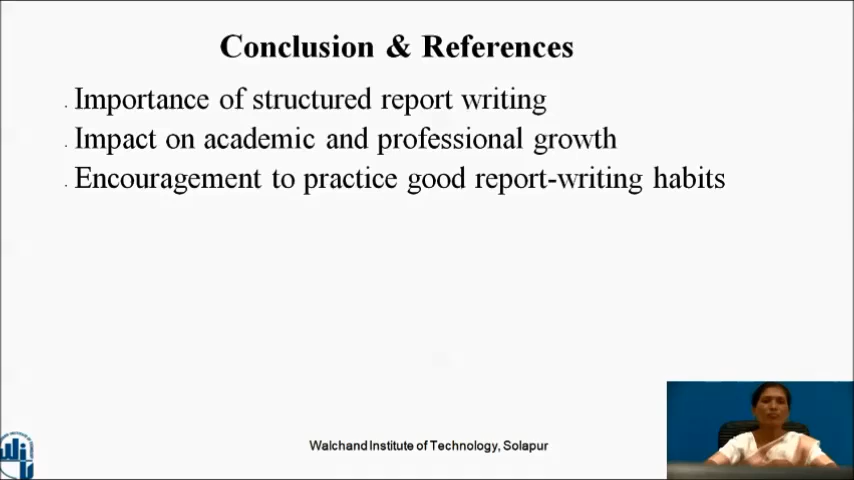 Conclusion & References
Importance of structured report writing
Impact on academic and professional growth
Encouragement to practice good report-writing habits
Walchand Institute of Technology, Solapur